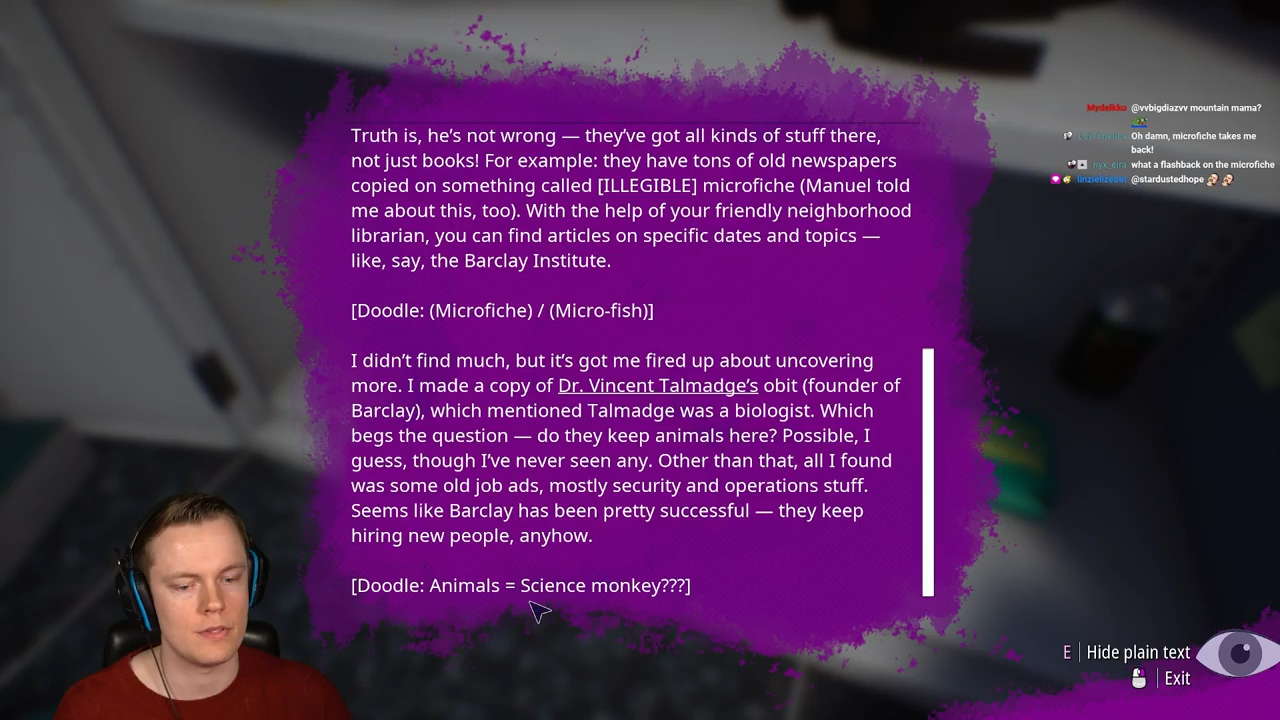 Truth is, he's not wrong — they've got all kinds of stuff there,
not just books! For example: they have tons of old newspapers
copied on something called [ILLEGIBLE] microfiche (Manuel told
me about this, too). With the help of your friendly neighborhood
librarian, you can find articles on specific dates and topics —
like, say, the Barclay Institute.
[Doodle: (Microfiche) / (Micro-fish)]
I didn't find much, but it's got me fired up about uncovering
more. I made a copy of Dr. Vincent Talmadge's obit (founder of
Barclay), which mentioned Talmadge was a biologist. Which
begs the question — do they keep animals here? Possible, I
guess, though I've never seen any. Other than that, all I found
was some old job ads, mostly security and operations stuff.
Seems like Barclay has been pretty successful — they keep
hiring new people, anyhow.
[Doodle: Animals = Science monkey???]
Mydelkko @vvbigdiazvv mountain mama?
Oh damn, microfiche takes me
back!
nyx_eira what a flashback on the microfiche
linzielizepet @stardustedhope
E | Hide plain text
| Exit